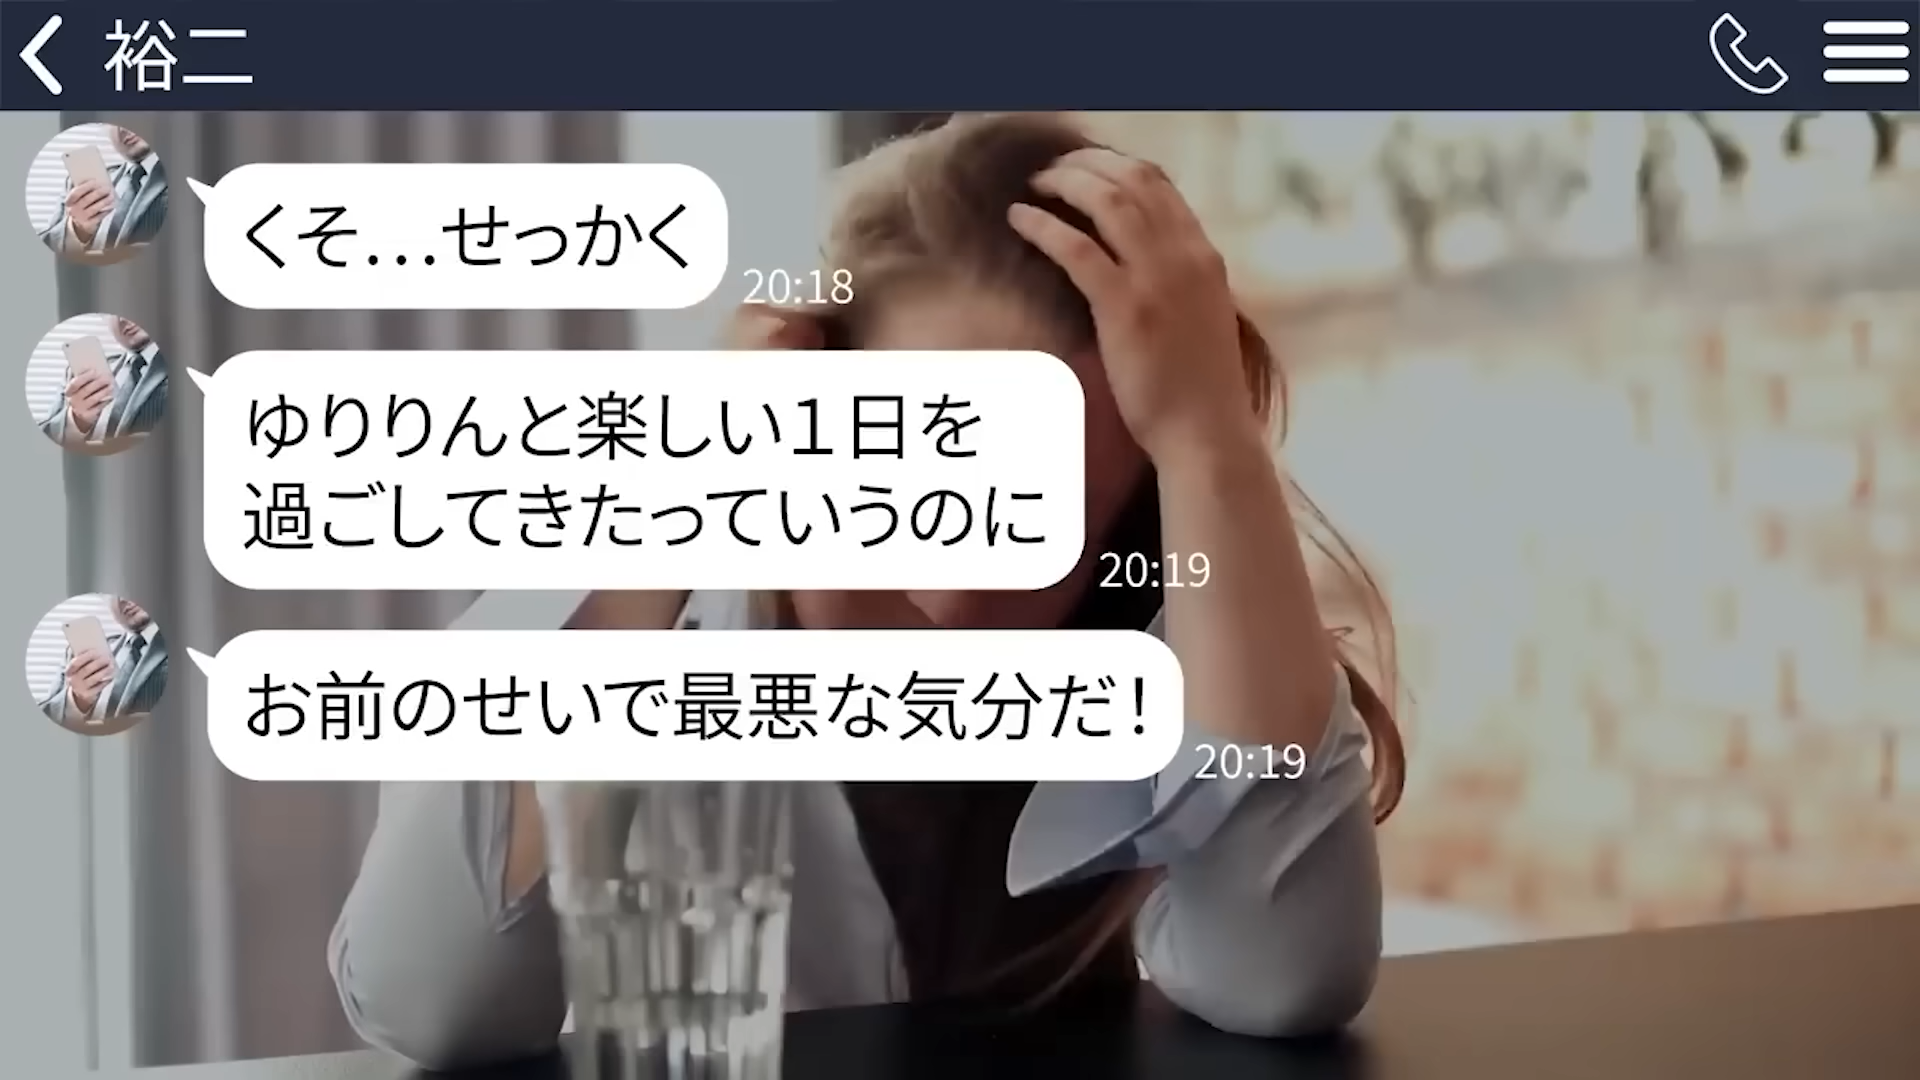 裕二
くそ…せっかく
20:18
ゆりりんと楽しい1日を
過ごしてきたっていうのに
20:19
お前のせいで最悪な気分だ！
20:19